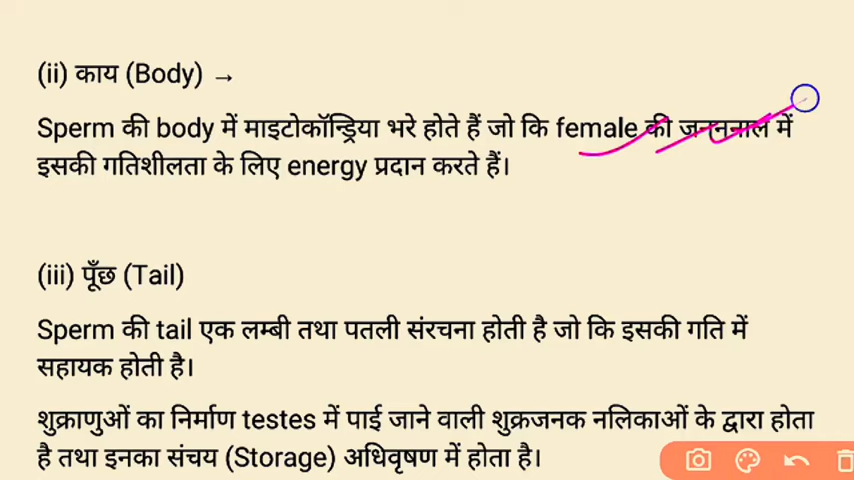 (ii) काय (Body) →
Sperm की body में माइटोकॉन्ड्रिया भरे होते हैं जो कि female की जनननाल में
इसकी गतिशीलता के लिए energy प्रदान करते हैं।
(iii) पूँछ (Tail)
Sperm की tail एक लम्बी तथा पतली संरचना होती है जो कि इसकी गति में
सहायक होती है।
शुक्राणुओं का निर्माण testes में पाई जाने वाली शुक्रजनक नलिकाओं के द्वारा होता
है तथा इनका संचय (Storage) अधिवृषण में होता है।